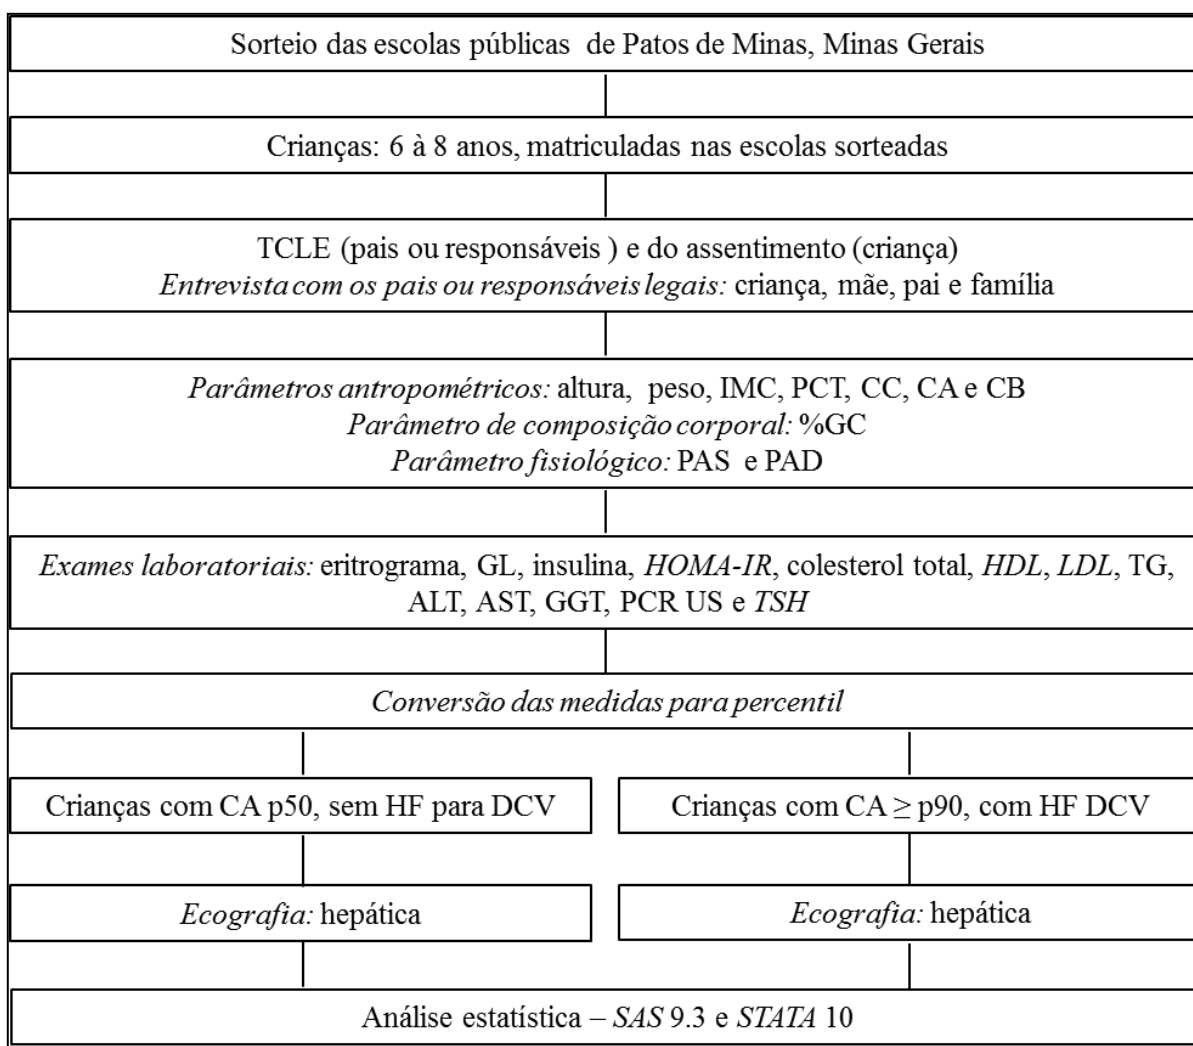 Sorteio das escolas públicas de Patos de Minas, Minas Gerais
Crianças: 6 à 8 anos, matriculadas nas escolas sorteadas
TCLE (pais ou responsáveis ) e do assentimento (criança)
Entrevista com os pais ou responsáveis legais: criança, mãe, pai e família
Parâmetros antropométricos: altura, peso, IMC, PCT, CC, CA e CB
Parâmetro de composição corporal: %GC
Parâmetro fisiológico: PAS e PAD
Exames laboratoriais: eritrograma, GL, insulina, HOMA-IR, colesterol total, HDL, LDL, TG,
ALT, AST, GGT, PCR US e TSH
Conversão das medidas para percentil
Crianças com CA p50, sem HF para DCV
Crianças com CA ≥ p90, com HF DCV
Ecografia: hepática
Ecografia: hepática
Análise estatística – SAS 9.3 e STATA 10